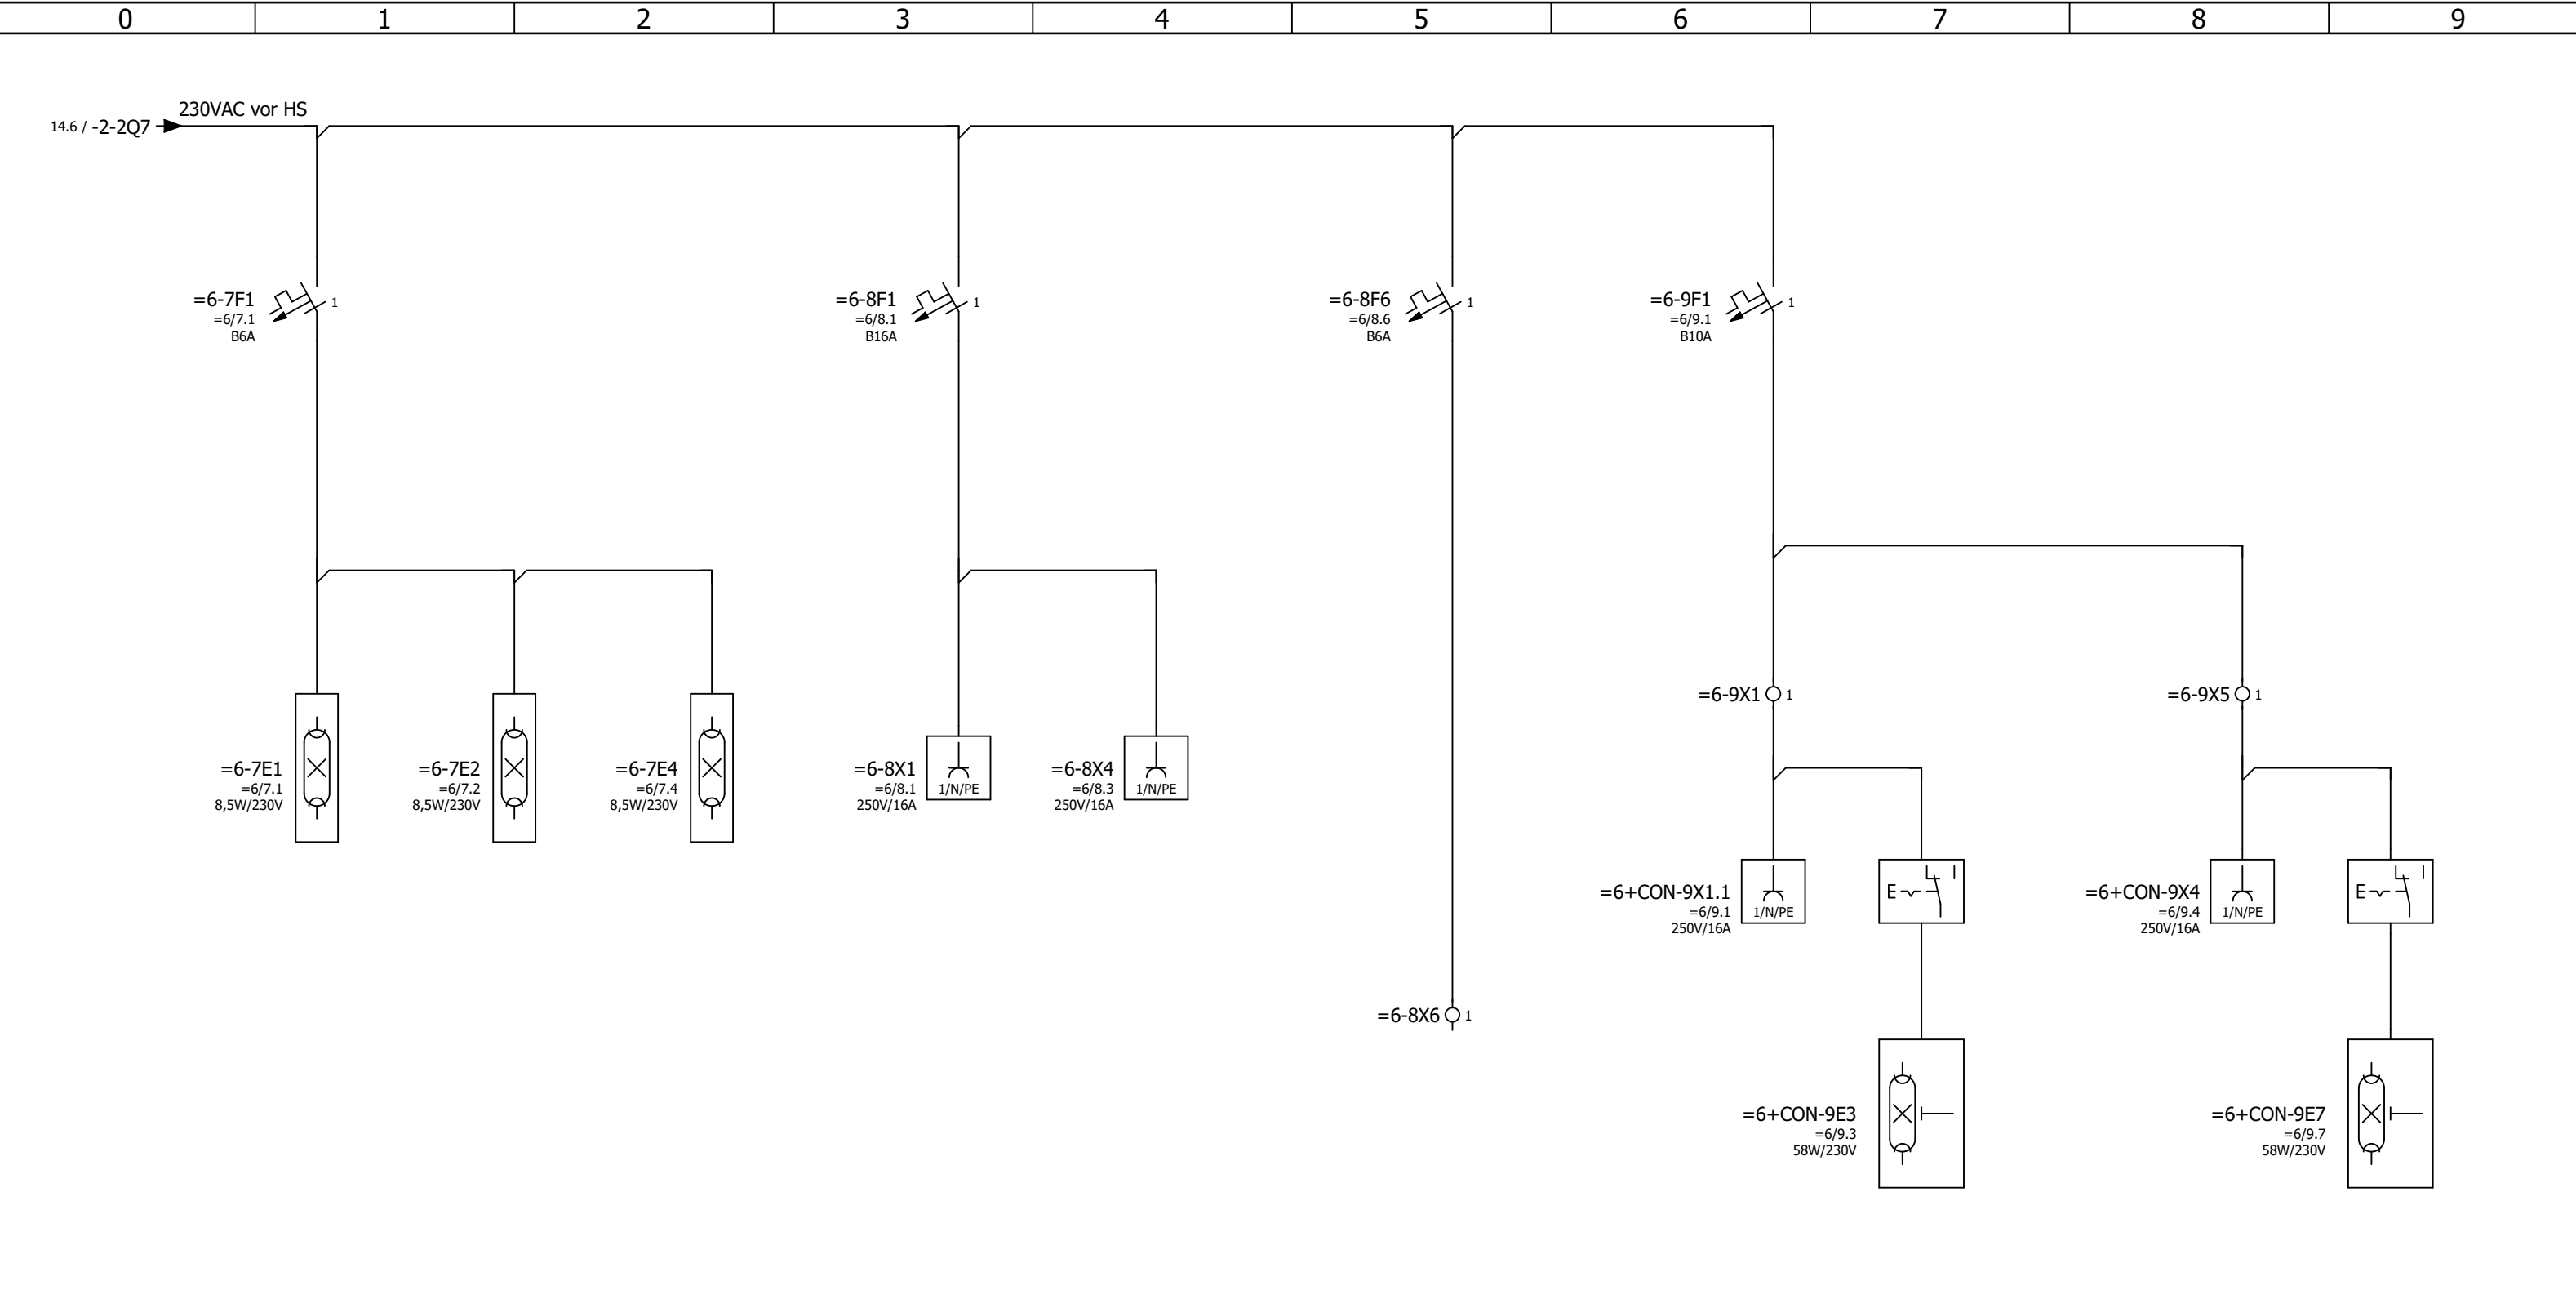 0 1 2 3 4 5 6 7 8 9
230VAC vor HS
14.6 / -2-2Q7
=6-7F1 1
=6/7.1
B6A
=6-8F1 1
=6/8.1
B16A
=6-8F6 1
=6/8.6
B6A
=6-9F1 1
=6/9.1
B10A
=6-9X1 1
=6-9X5 1
=6-7E1
=6/7.1
8,5W/230V
=6-7E2
=6/7.2
8,5W/230V
=6-7E4
=6/7.4
8,5W/230V
=6-8X1
=6/8.1
250V/16A
1/N/PE
=6-8X4
=6/8.3
250V/16A
1/N/PE
=6+CON-9X1.1
=6/9.1
250V/16A
1/N/PE
=6+CON-9X4
=6/9.4
250V/16A
1/N/PE
=6-8X6 1
=6+CON-9E3
=6/9.3
58W/230V
=6+CON-9E7
=6/9.7
58W/230V